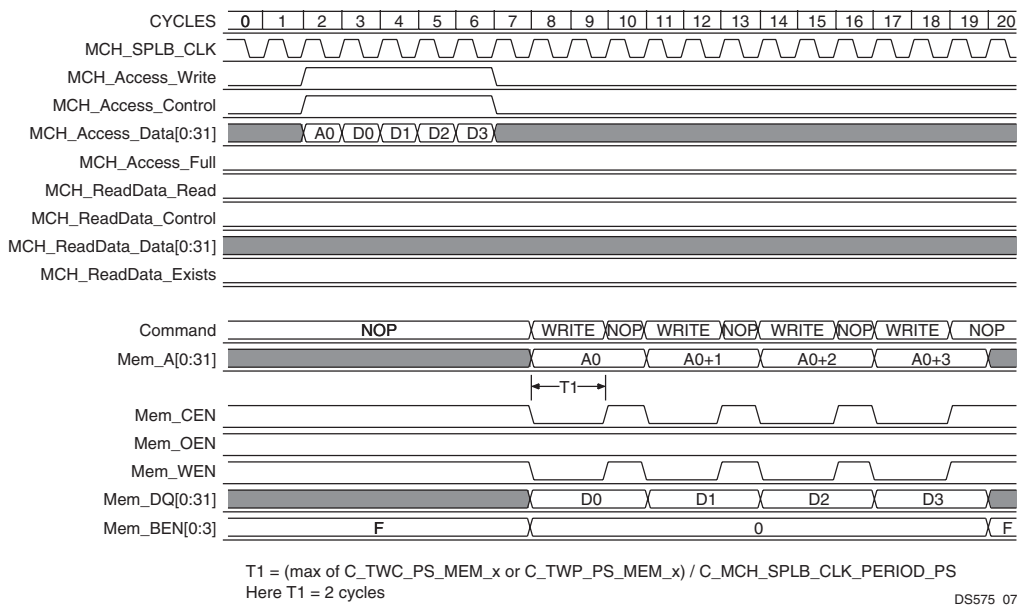 CYCLES 0 1 2 3 4 5 6 7 8 9 10 11 12 13 14 15 16 17 18 19 20
MCH_SPLB_CLK
MCH_Access_Write
MCH_Access_Control
MCH_Access_Data[0:31] A0 D0 D1 D2 D3
MCH_Access_Full
MCH_ReadData_Read
MCH_ReadData_Control
MCH_ReadData_Data[0:31]
MCH_ReadData_Exists
Command NOP WRITE NOP WRITE NOP WRITE NOP WRITE NOP
Mem_A[0:31] A0 A0+1 A0+2 A0+3
T1
Mem_CEN
Mem_OEN
Mem_WEN
Mem_DQ[0:31] D0 D1 D2 D3
Mem_BEN[0:3] F 0 F
T1 = (max of C_TWC_PS_MEM_x or C_TWP_PS_MEM_x) / C_MCH_SPLB_CLK_PERIOD_PS
Here T1 = 2 cycles
DS575_07